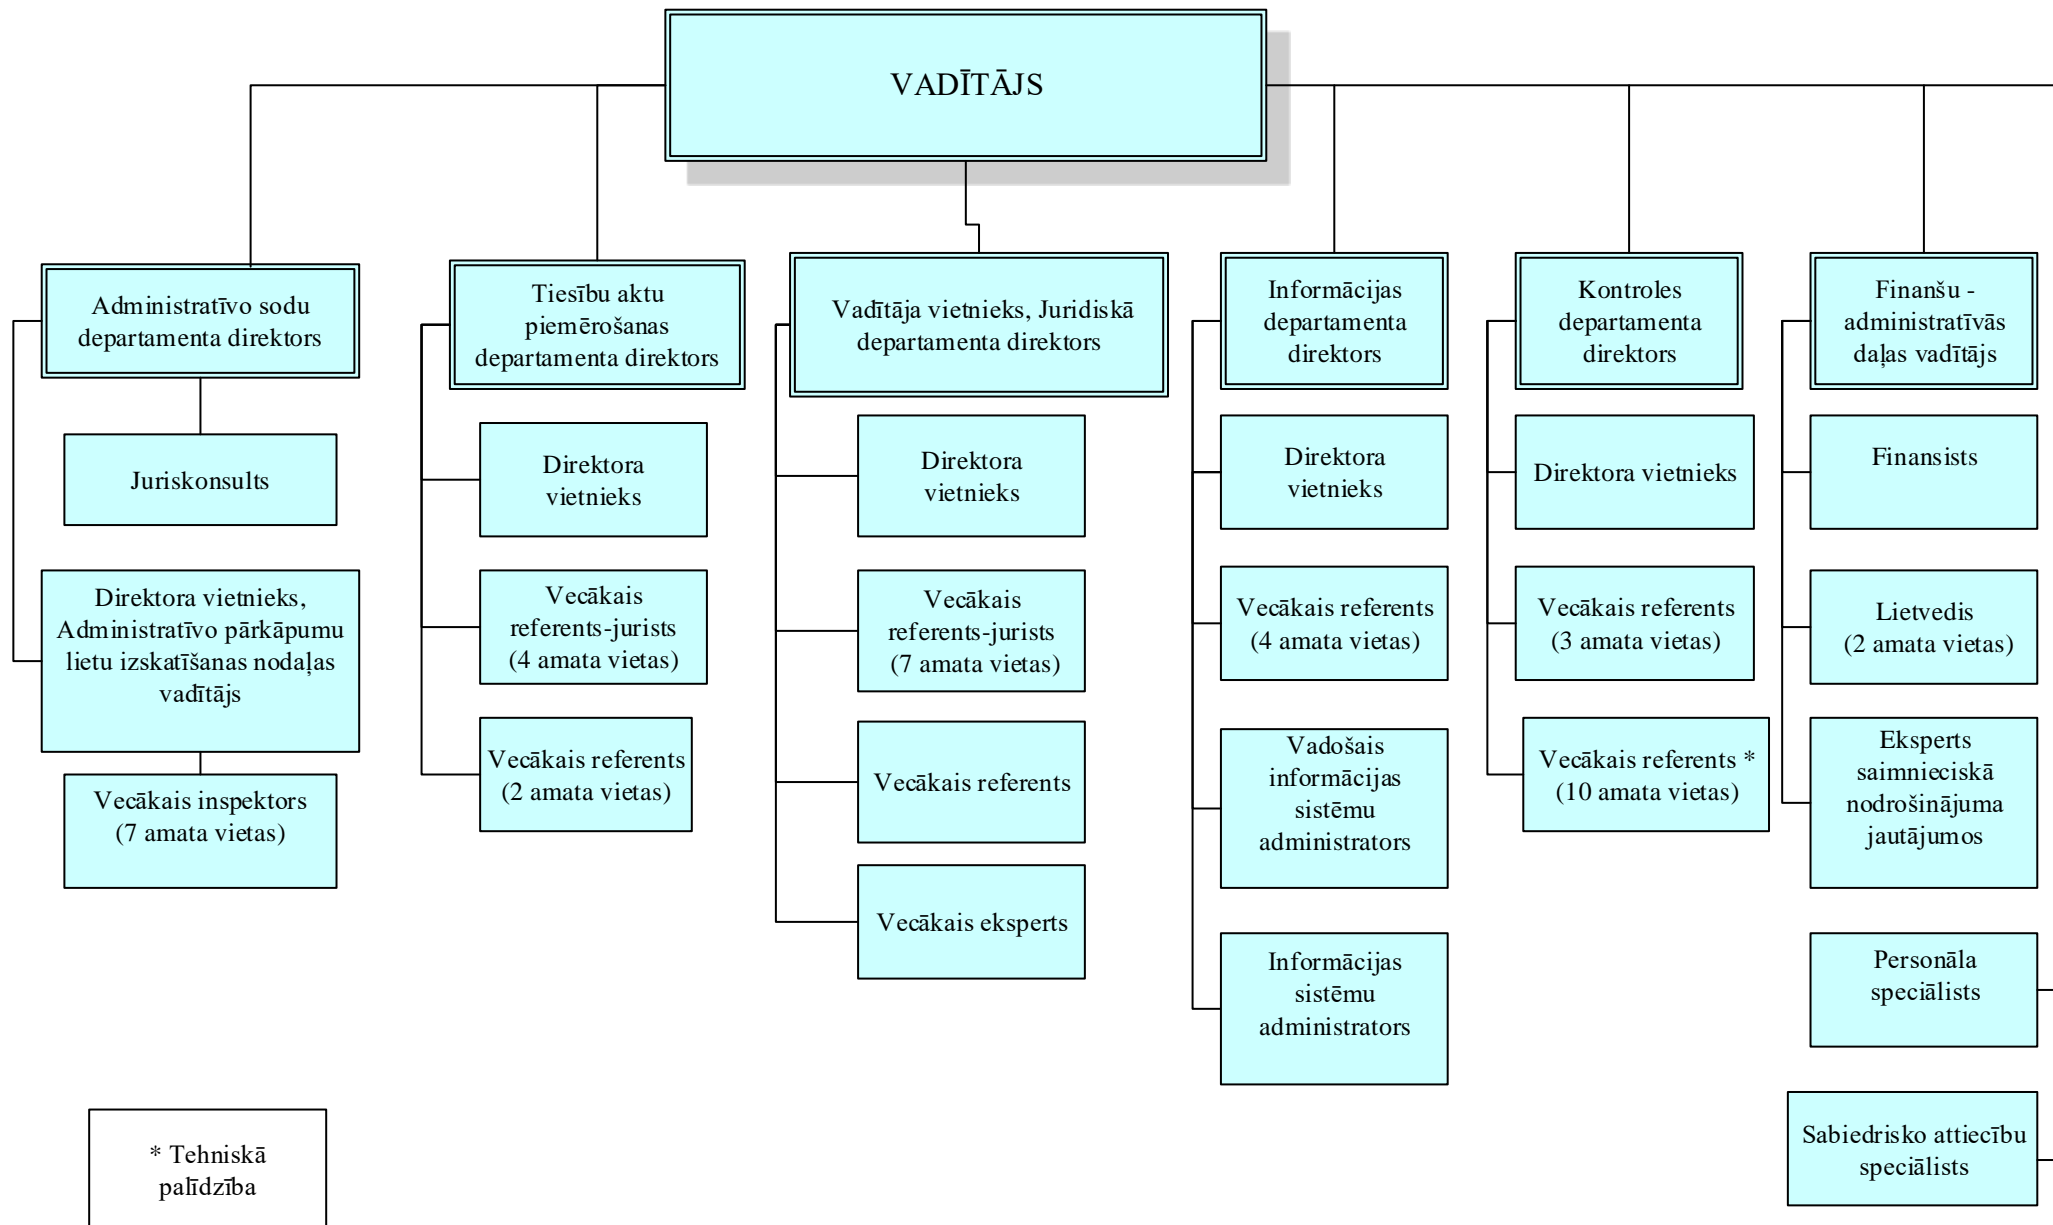 VADĪTĀJS
Administratīvo sodu
departamenta direktors
Juriskonsults
Direktora vietnieks,
Administratīvo pārkāpumu
lietu izskatīšanas nodaļas
vadītājs
Vecākais inspektors
(7 amata vietas)
Tiesību aktu
piemērošanas
departamenta direktors
Direktora
vietnieks
Vecākais
referents-jurists
(4 amata vietas)
Vecākais referents
(2 amata vietas)
Vadītāja vietnieks, Juridiskā
departamenta direktors
Direktora
vietnieks
Vecākais
referents-jurists
(7 amata vietas)
Vecākais referents
Vecākais eksperts
Informācijas
departamenta
direktors
Direktora
vietnieks
Vecākais referents
(4 amata vietas)
Vadošais
informācijas
sistēmu
administrators
Informācijas
sistēmu
administrators
Kontroles
departamenta
direktors
Direktora vietnieks
Vecākais referents
(3 amata vietas)
Vecākais referents *
(10 amata vietas)
Finanšu -
administratīvās
daļas vadītājs
Finansists
Lietvedis
(2 amata vietas)
Eksperts
saimnieciskā
nodrošinājuma
jautājumos
Personāla
speciālists
Sabiedrisko attiecību
speciālists
* Tehniskā
palīdzība